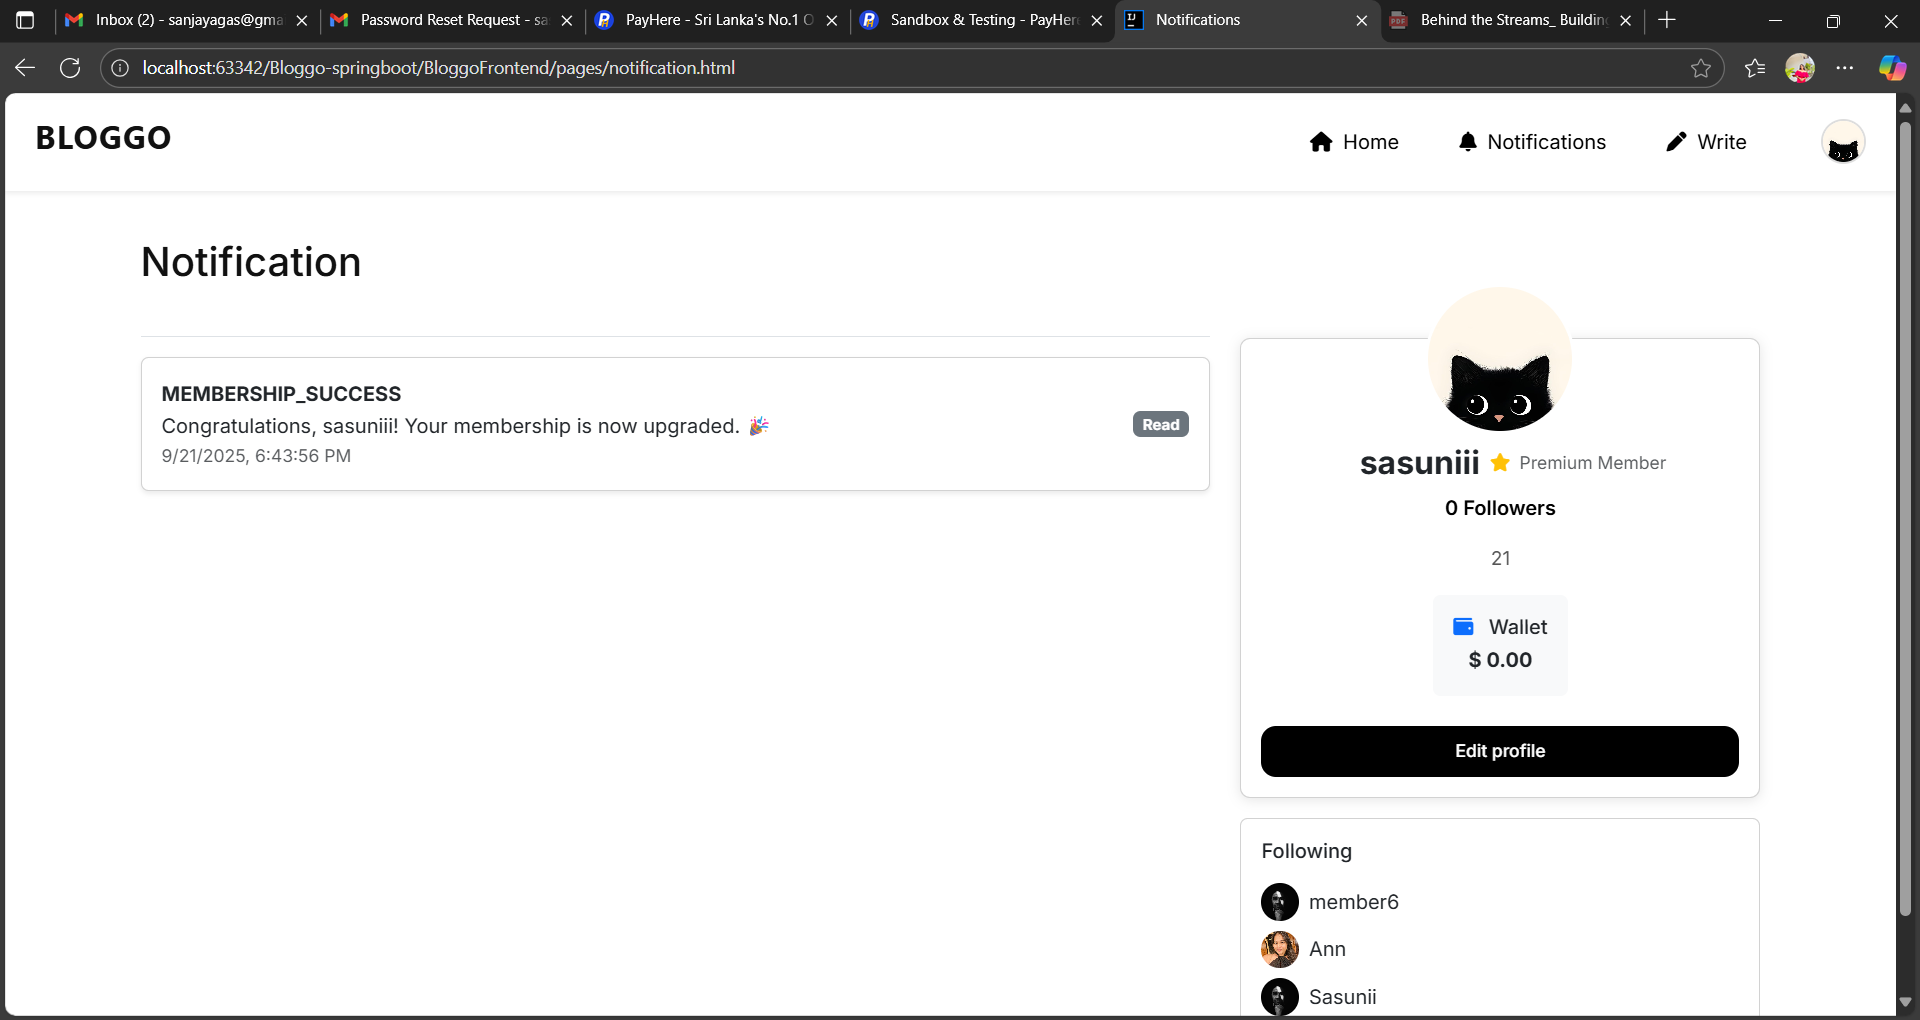 Inbox (2) - sanjayagas@gma
Password Reset Request - sa
PayHere - Sri Lanka's No.1 O
Sandbox & Testing - PayHere
Notifications
Behind the Streams_ Building
localhost:63342/Bloggo-springboot/BloggoFrontend/pages/notification.html
BLOGGO
Home
Notifications
Write
Notification
MEMBERSHIP_SUCCESS
Congratulations, sasuniii! Your membership is now upgraded. 🎉
9/21/2025, 6:43:56 PM
Read
sasuniii ⭐ Premium Member
0 Followers
21
Wallet
$ 0.00
Edit profile
Following
member6
Ann
Sasunii